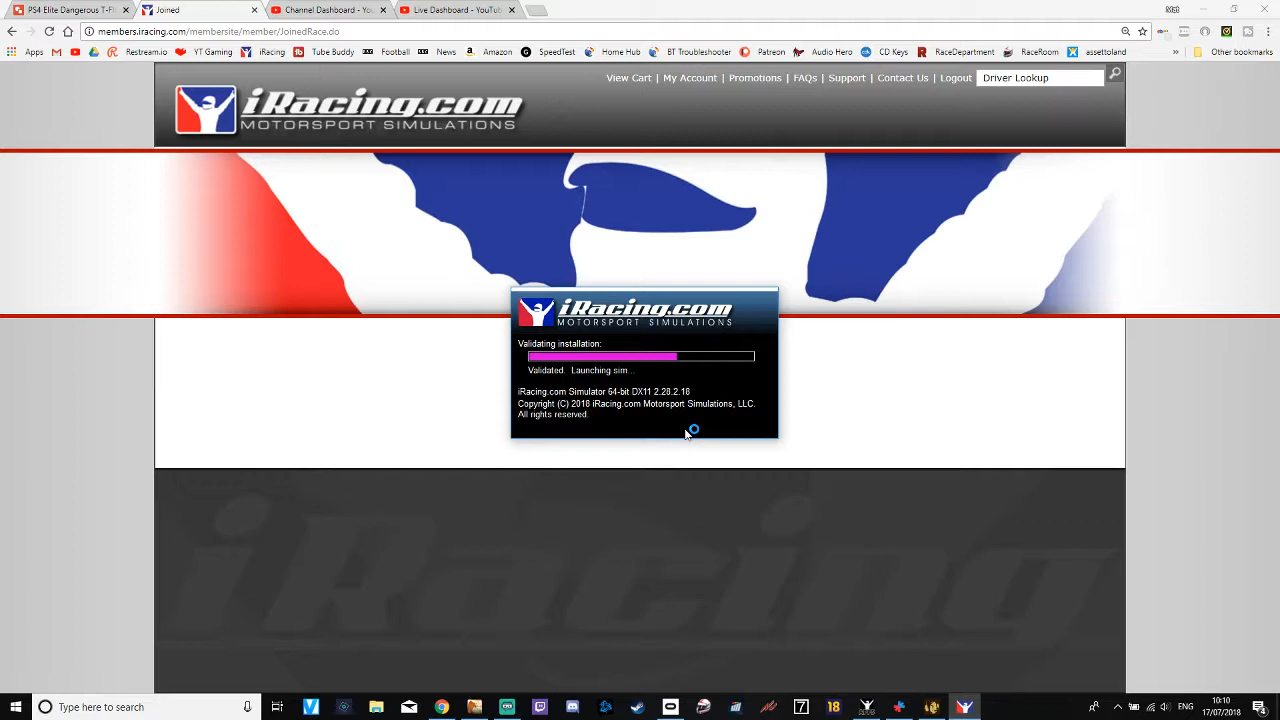 PS4 Elite Dangerous T-Fl
Joined
Channel Dashboard - Yo
Live Dashboard - YouTub
members.iracing.com/membersite/member/JoinedRace.do
Apps
Restream.io
YT Gaming
iRacing
Tube Buddy
Football
News
Amazon
SpeedTest
Home Hub
BT Troubleshooter
Patreon
Audio Hero
CD Keys
RaceDepartment
RaceRoom
assettoland
»
Other bookmarks
View Cart | My Account | Promotions | FAQs | Support | Contact Us | Logout
Driver Lookup
iRacing.com
MOTORSPORT SIMULATIONS
iRacing.com
MOTORSPORT SIMULATIONS
Validating installation:
Validated. Launching sim...
iRacing.com Simulator 64-bit DX11 2.28.2.18
Copyright (C) 2018 iRacing.com Motorsport Simulations, LLC.
All rights reserved.
iRacing
Type here to search
7
18
ENG
10:10
17/07/2018